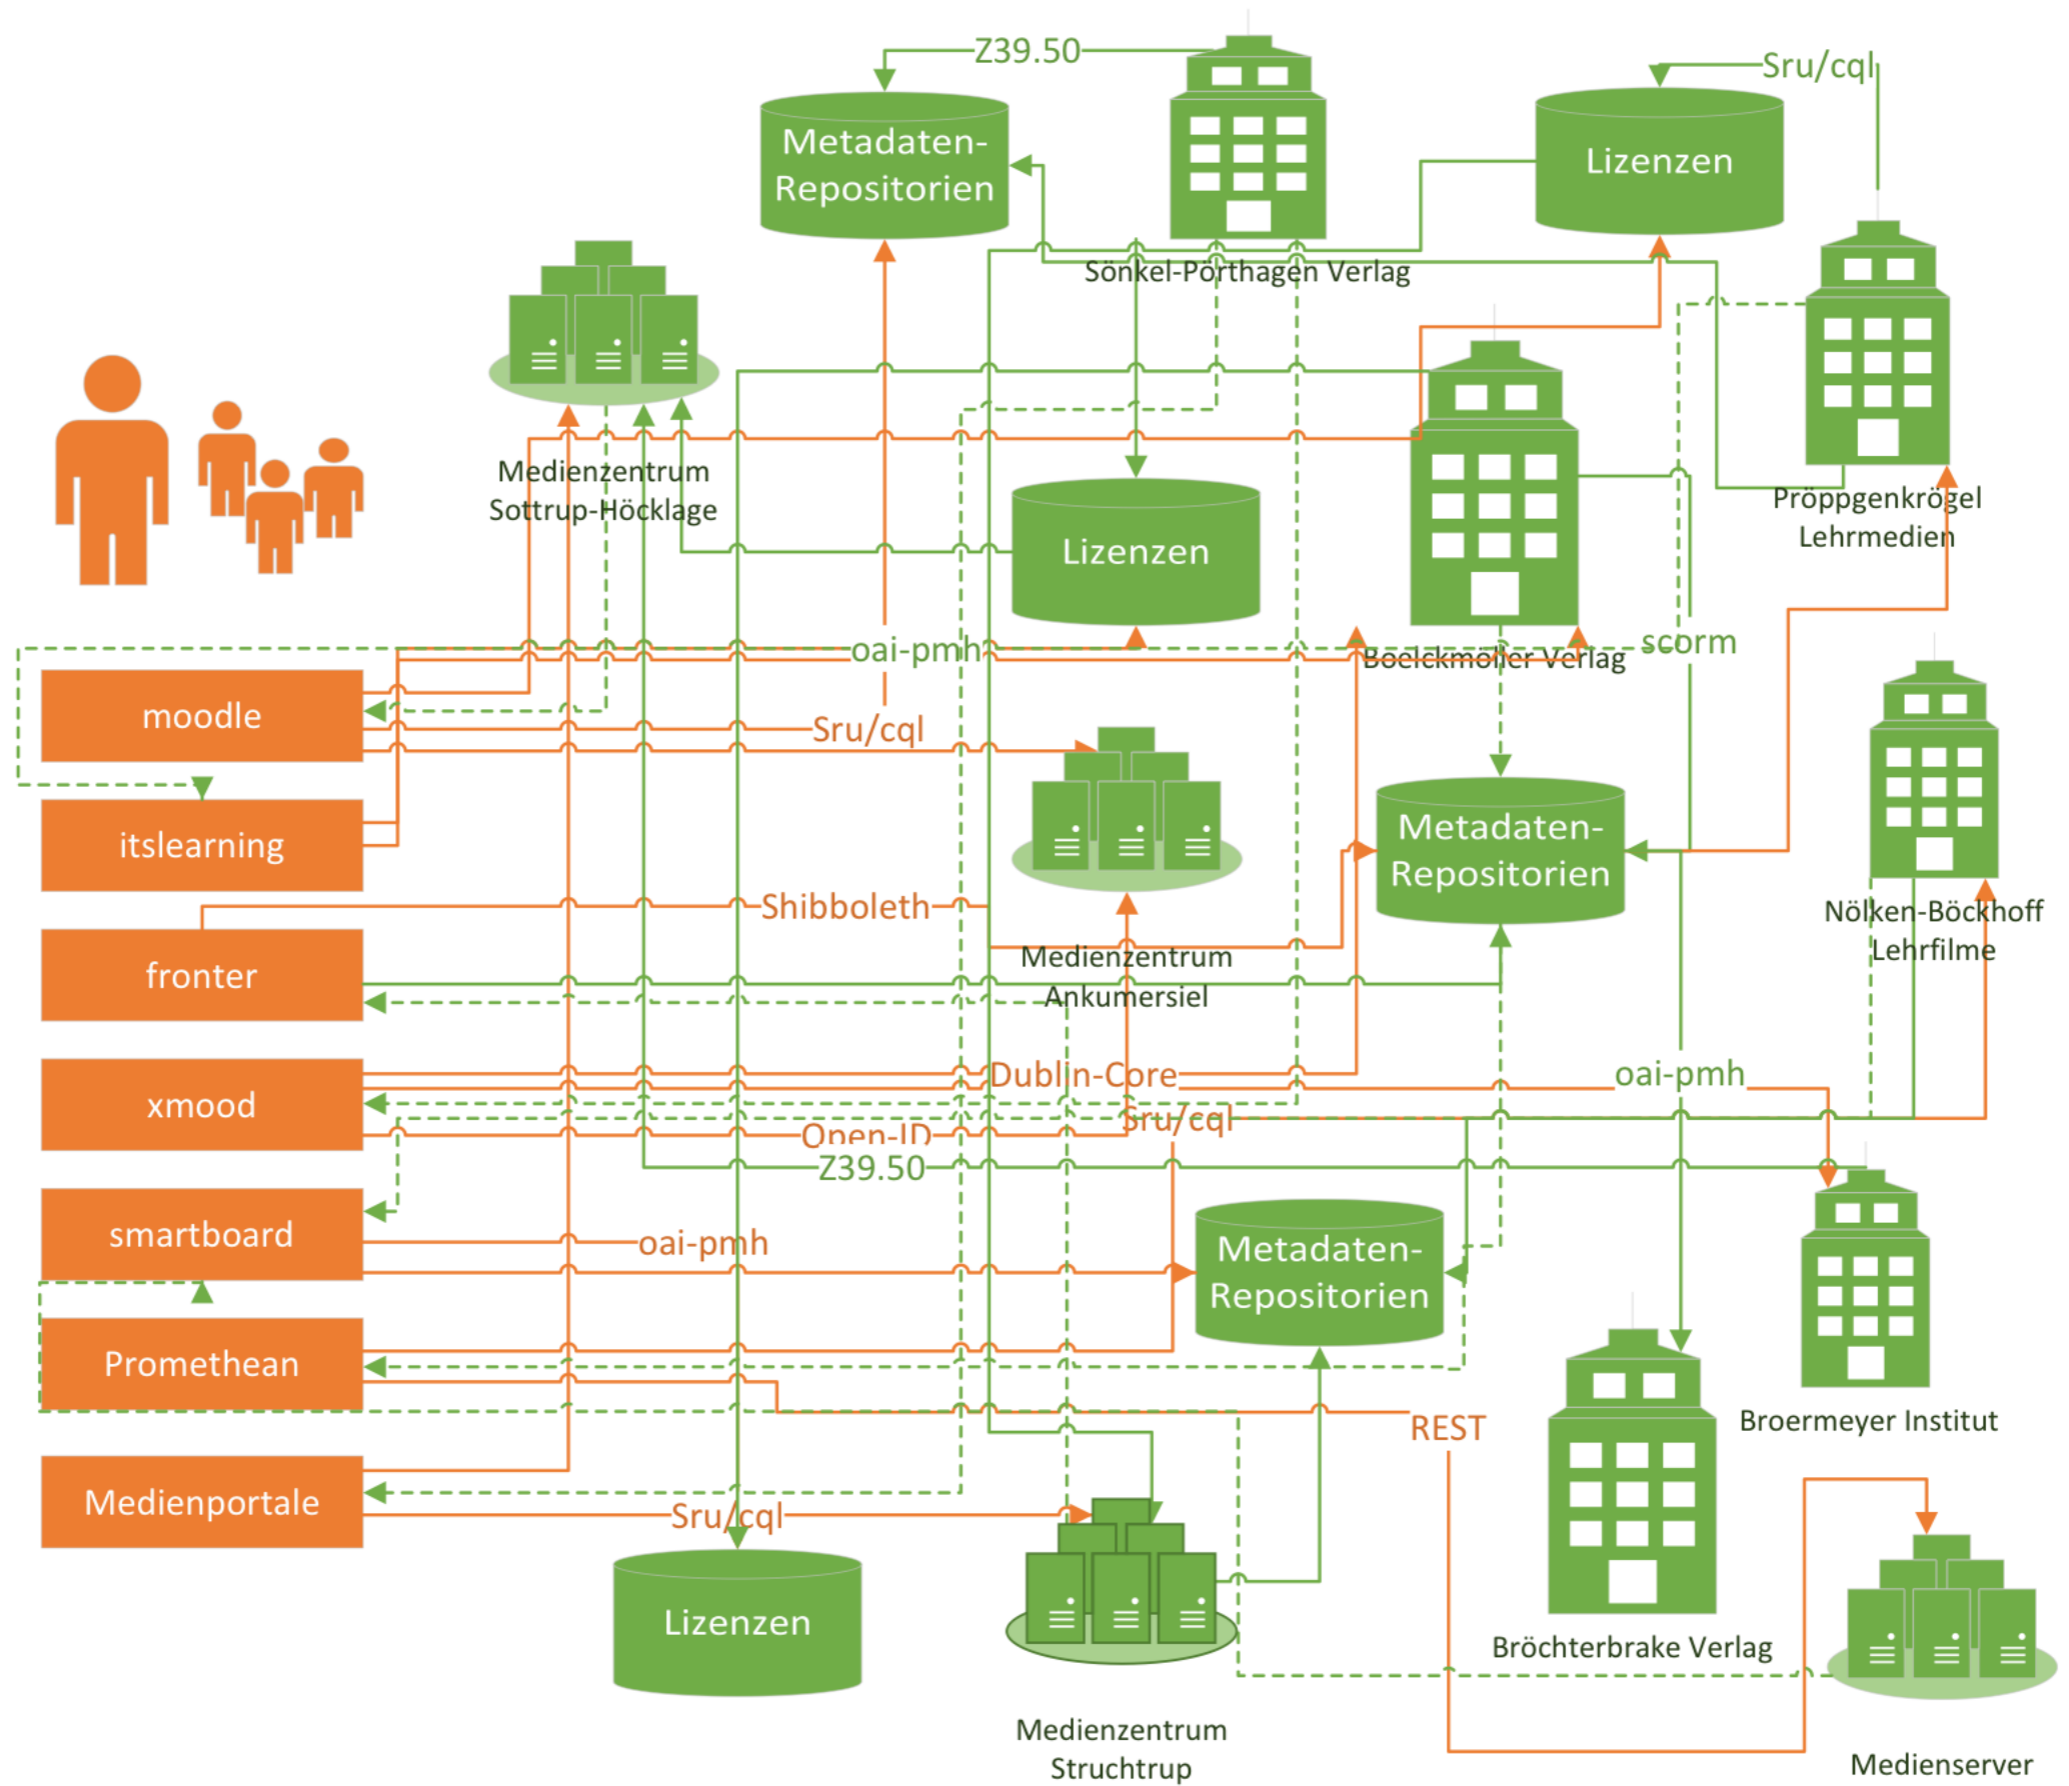 Z39.50
Sru/cql
Metadaten-
Repositorien
Lizenzen
Sönkel-Pörthagen Verlag
Medienzentrum
Sottrup-Höcklage
Pröppgenkrögel
Lehrmedien
Lizenzen
oai-pmh
Boelckmöller Verlag
scorm
moodle
Sru/cql
itslearning
Metadaten-
Repositorien
Shibboleth
Nölken-Böckhoff
Lehrfilme
Medienzentrum
Ankumersiel
fronter
Dublin-Core
oai-pmh
xmood
Sru/cql
Open-ID
Z39.50
smartboard
oai-pmh
Metadaten-
Repositorien
Promethean
REST
Broermeyer Institut
Medienportale
Sru/cql
Lizenzen
Bröchterbrake Verlag
Medienzentrum
Struchtrup
Medienserver